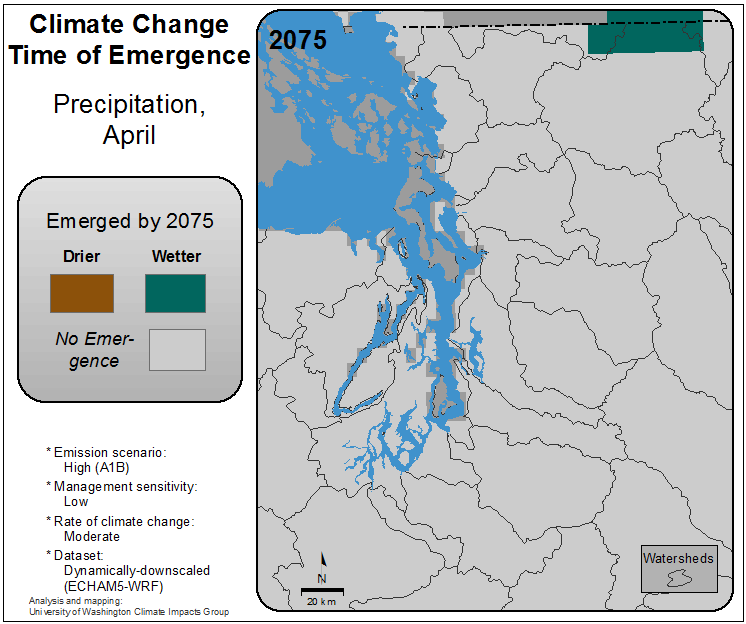 Climate Change
Time of Emergence
Precipitation,
April
Emerged by 2075
Drier
Wetter
No Emer-
gence
* Emission scenario:
High (A1B)
* Management sensitivity:
Low
* Rate of climate change:
Moderate
* Dataset:
Dynamically-downscaled
(ECHAM5-WRF)
Analysis and mapping:
University of Washington Climate Impacts Group
2075
N
20 km
Watersheds